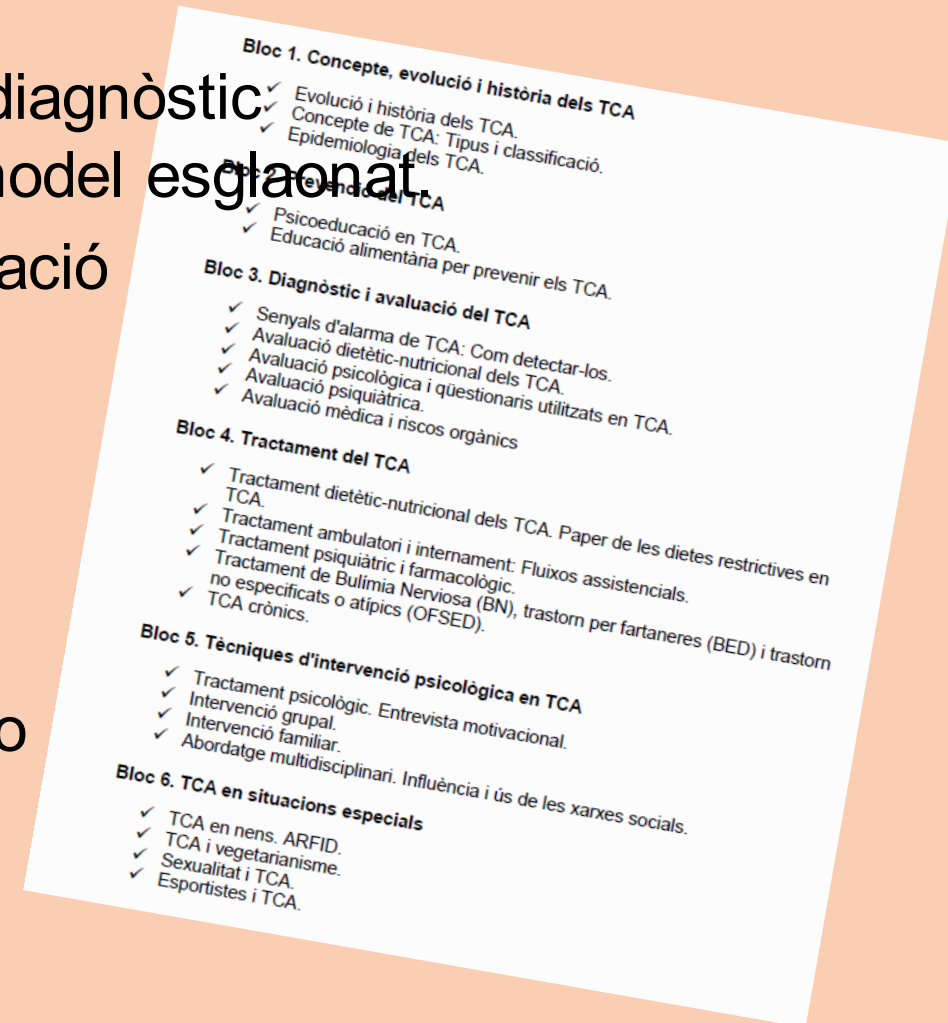 diagnòstic
model esglaonat.
ació
o
Bloc 1. Concepte, evolució i història dels TCA
✓ Evolució i història dels TCA.
✓ Concepte de TCA: Tipus i classificació.
✓ Epidemiologia dels TCA.
Bloc 2. Prevenció del TCA
✓ Psicoeducació en TCA.
✓ Educació alimentària per prevenir els TCA.
Bloc 3. Diagnòstic i avaluació del TCA
✓ Senyals d'alarma de TCA: Com detectar-los.
✓ Avaluació dietètic-nutricional dels TCA.
✓ Avaluació psicològica i qüestionaris utilitzats en TCA.
✓ Avaluació psiquiàtrica.
✓ Avaluació mèdica i riscos orgànics
Bloc 4. Tractament del TCA
✓ Tractament dietètic-nutricional dels TCA. Paper de les dietes restrictives en
TCA.
✓ Tractament ambulatori i internament: Fluixos assistencials.
✓ Tractament psiquiàtric i farmacològic.
✓ Tractament de Bulímia Nerviosa (BN), trastorn per fartaneres (BED) i trastorn
no especificats o atípics (OFSED).
✓ TCA crònics.
Bloc 5. Tècniques d'intervenció psicològica en TCA
✓ Tractament psicològic. Entrevista motivacional.
✓ Intervenció grupal.
✓ Intervenció familiar.
✓ Abordatge multidisciplinari. Influència i ús de les xarxes socials.
Bloc 6. TCA en situacions especials
✓ TCA en nens. ARFID.
✓ TCA i vegetarianisme.
✓ Sexualitat i TCA.
✓ Esportistes i TCA.